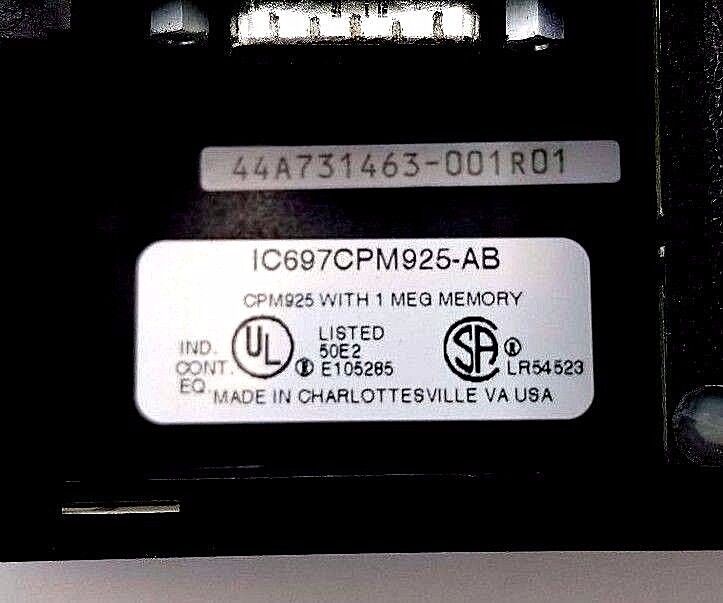 44A731463-001R01
IC697CPM925-AB
CPM925 WITH 1 MEG MEMORY
IND. CONT. EQ.
UL
LISTED
50E2
E105285
SA
LR54523
MADE IN CHARLOTTESVILLE VA USA